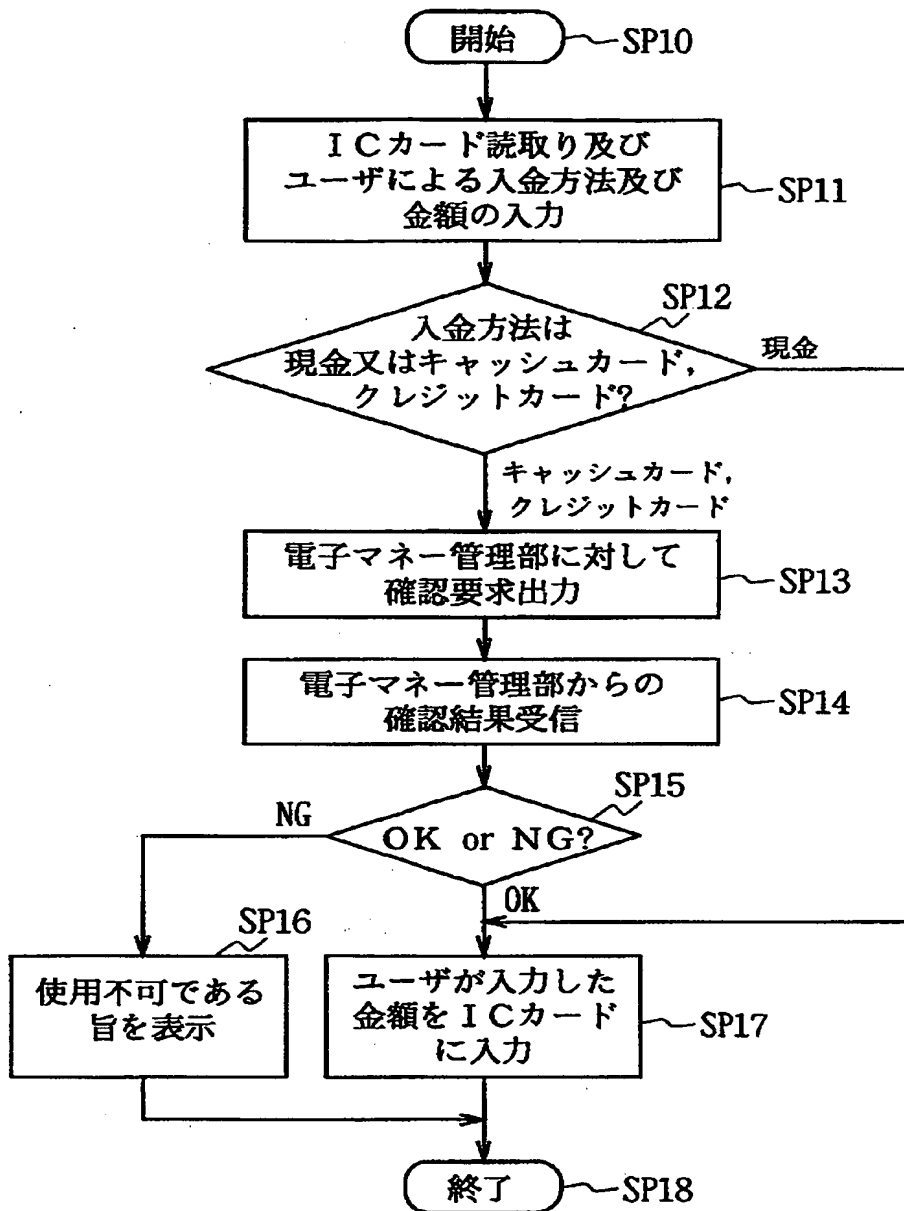 開始
SP10
ICカード読取り及び
ユーザによる入金方法及び
金額の入力
SP11
SP12
入金方法は
現金又はキャッシュカード,
クレジットカード?
現金
キャッシュカード,
クレジットカード
電子マネー管理部に対して
確認要求出力
SP13
電子マネー管理部からの
確認結果受信
SP14
SP15
NG
OK or NG?
OK
SP16
使用不可である
旨を表示
ユーザが入力した
金額をICカード
に入力
SP17
終了
SP18